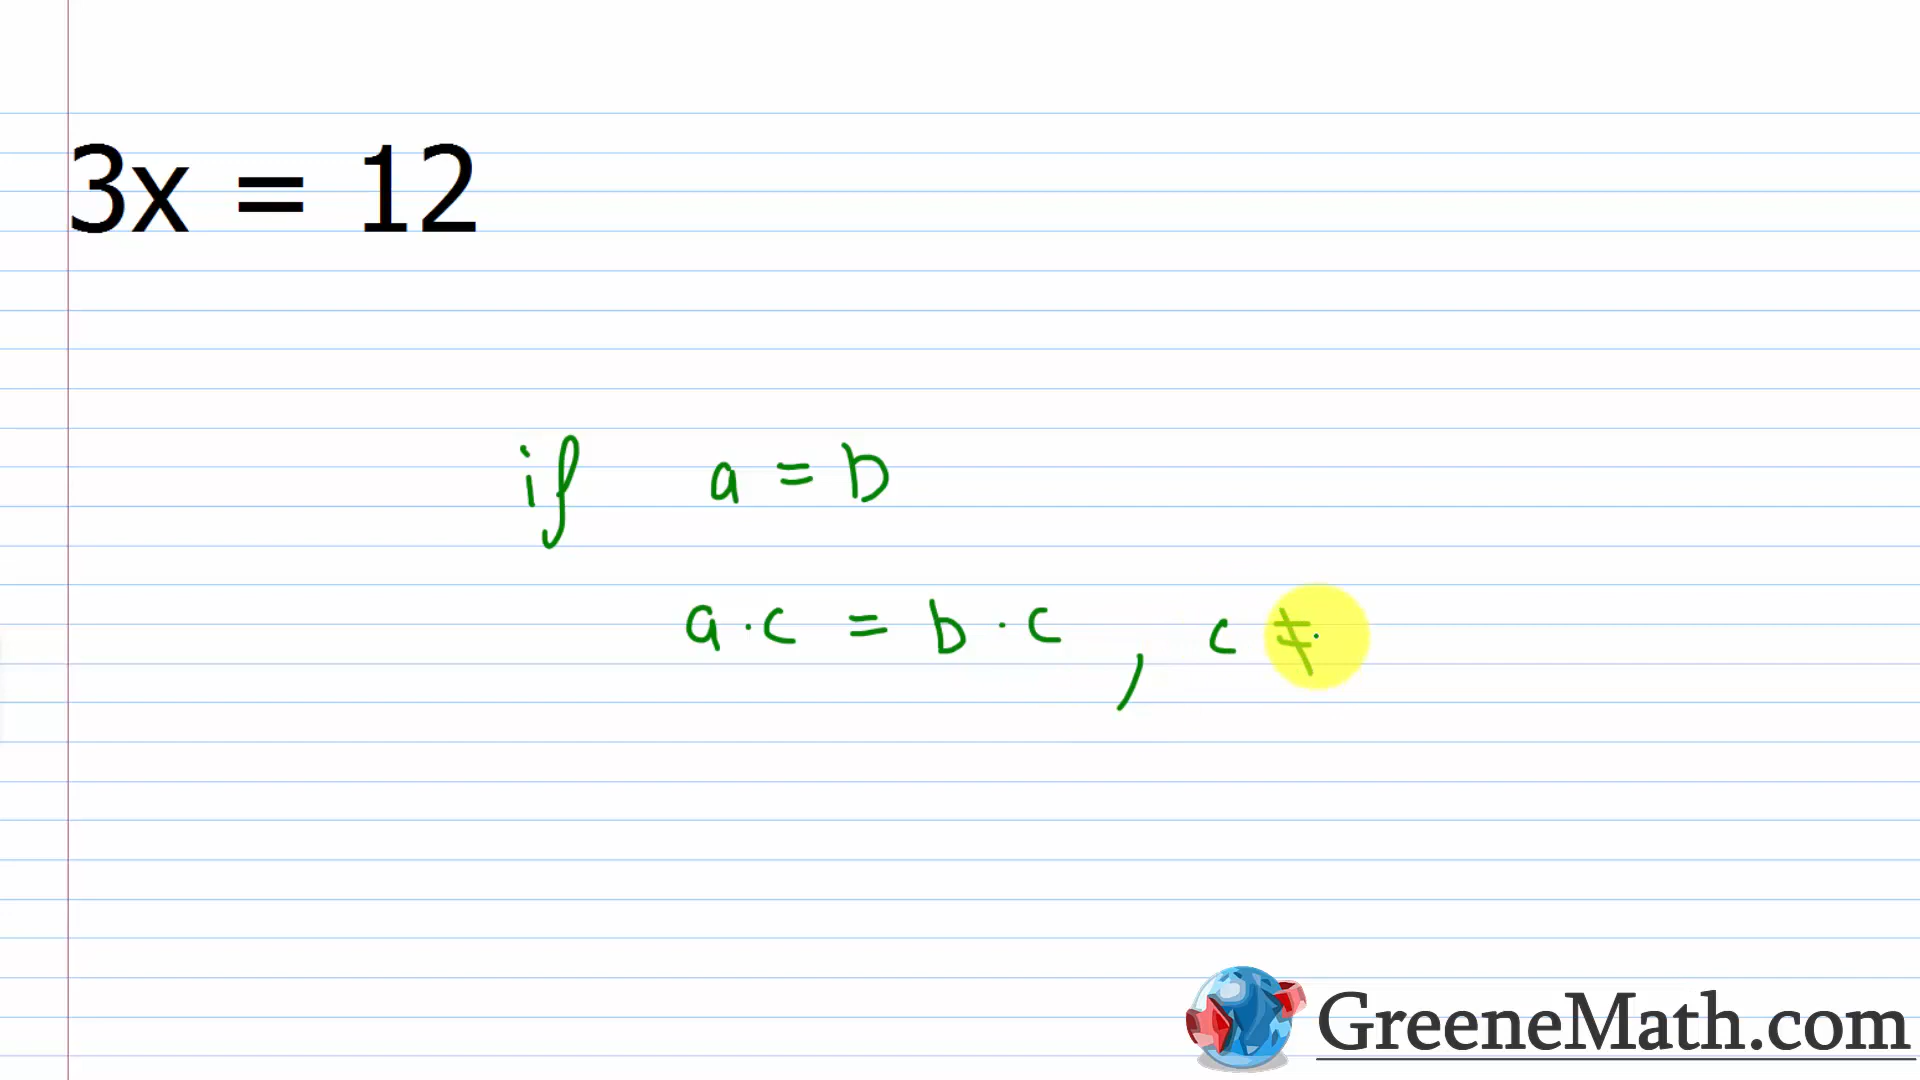 3x = 12
if a = b
a · c = b · c , c ≠
GreeneMath.com